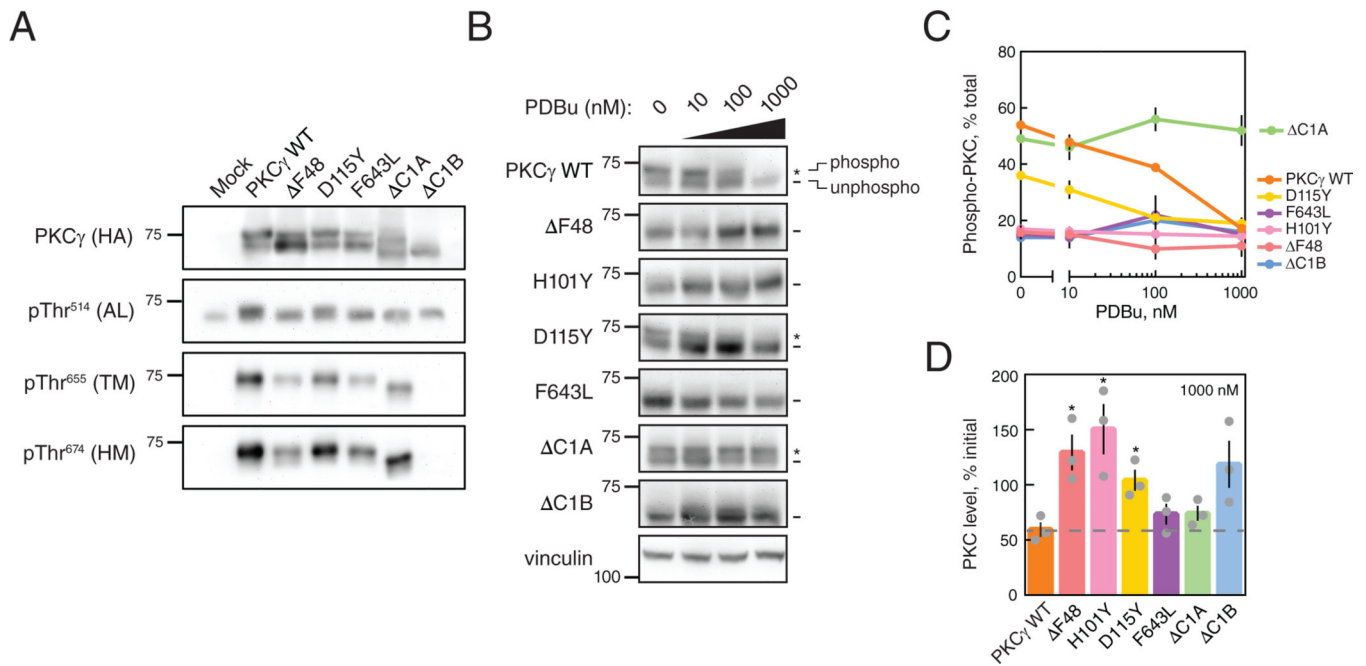 A
Mock
PKCγ WT
ΔF48
D115Y
F643L
ΔC1A
ΔC1B
PKCγ (HA)
75
pThr⁵¹⁴ (AL)
75
pThr⁶⁵⁵ (TM)
75
pThr⁶⁷⁴ (HM)
75
B
PDBu (nM): 0 10 100 1000
PKCγ WT
75
*
phospho
unphospho
ΔF48
75
H101Y
75
D115Y
75
*
F643L
75
ΔC1A
75
*
ΔC1B
75
vinculin
100
C
Phospho-PKC, % total
80
60
40
20
0
0 10 100 1000
PDBu, nM
ΔC1A
PKCγ WT
D115Y
F643L
H101Y
ΔF48
ΔC1B
D
PKC level, % initial
200
150
100
50
0
1000 nM
*
*
*
PKCγ WT
ΔF48
H101Y
D115Y
F643L
ΔC1A
ΔC1B